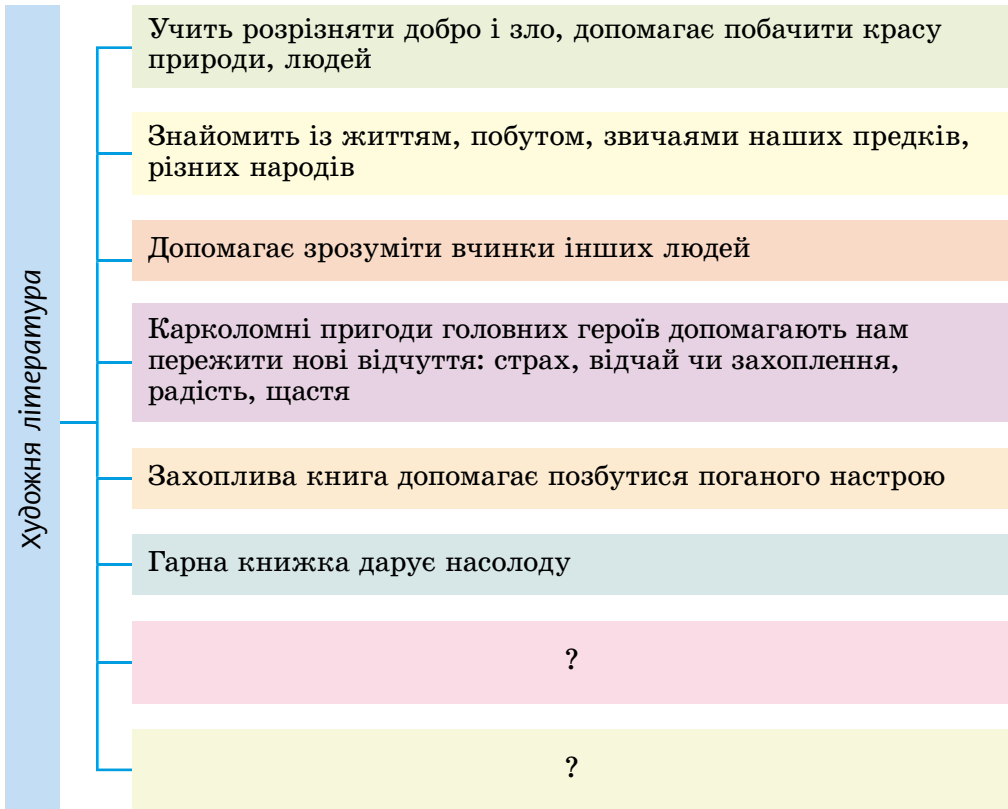 Художня література
Учить розрізняти добро і зло, допомагає побачити красу
природи, людей
Знайомить із життям, побутом, звичаями наших предків,
різних народів
Допомагає зрозуміти вчинки інших людей
Карколомні пригоди головних героїв допомагають нам
пережити нові відчуття: страх, відчай чи захоплення,
радість, щастя
Захоплива книга допомагає позбутися поганого настрою
Гарна книжка дарує насолоду
?
?